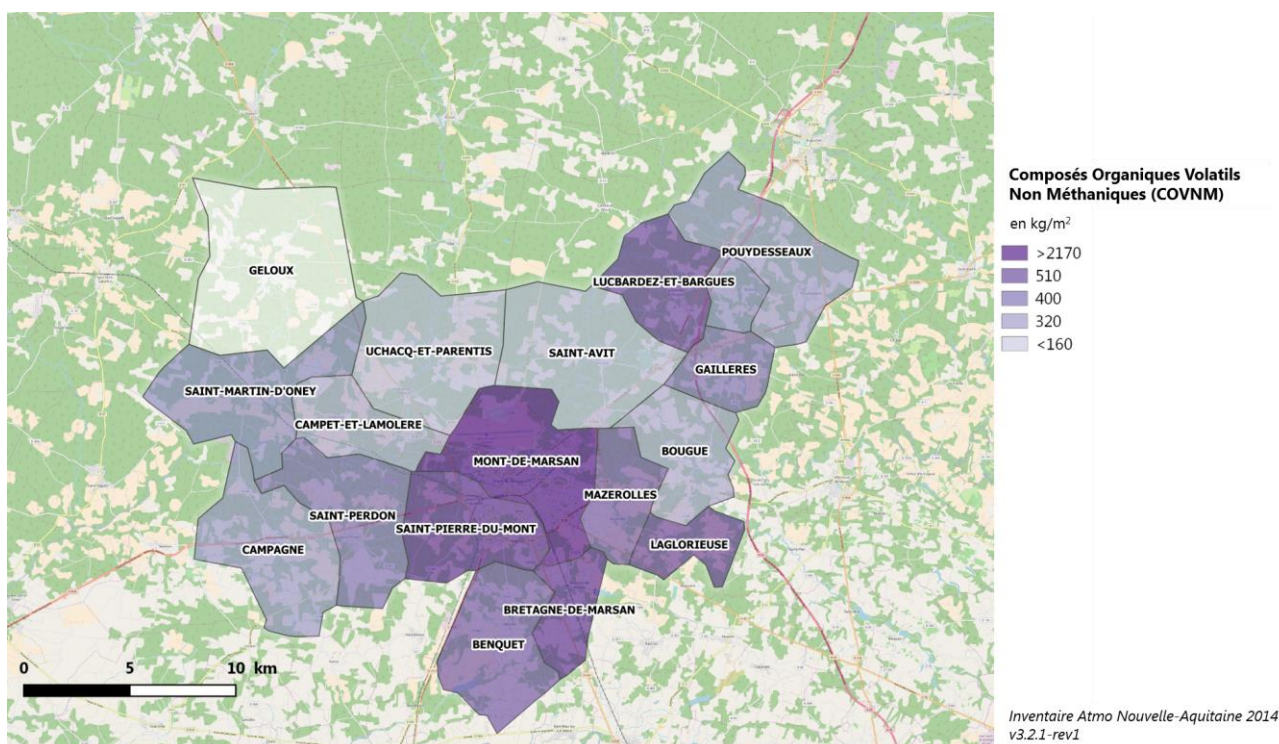 GELOUX
POUYDESSEAUX
LUCBARDEZ-ET-BARGUES
UCHACQ-ET-PARENTIS
SAINT-AVIT
GAILLERES
SAINT-MARTIN-D'ONEY
CAMPET-ET-LAMOLERE
BOUGUE
MONT-DE-MARSAN
MAZEROLLES
SAINT-PERDON
SAINT-PIERRE-DU-MONT
LAGLORIEUSE
CAMPAGNE
BRETAGNE-DE-MARSAN
BENQUET
0 5 10 km
Composés Organiques Volatils
Non Méthaniques (COVNM)
en kg/m²
>2170
510
400
320
<160
Inventaire Atmo Nouvelle-Aquitaine 2014
v3.2.1-rev1